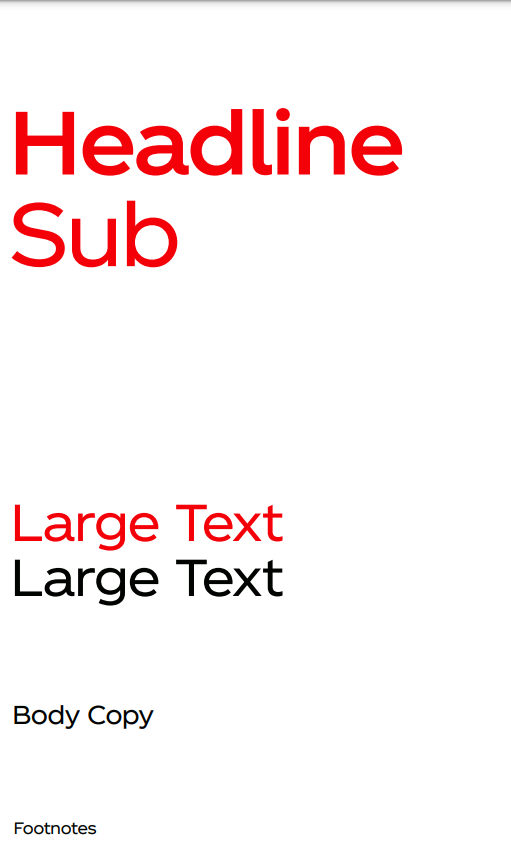 Headline
Sub
Large Text
Large Text
Body Copy
Footnotes